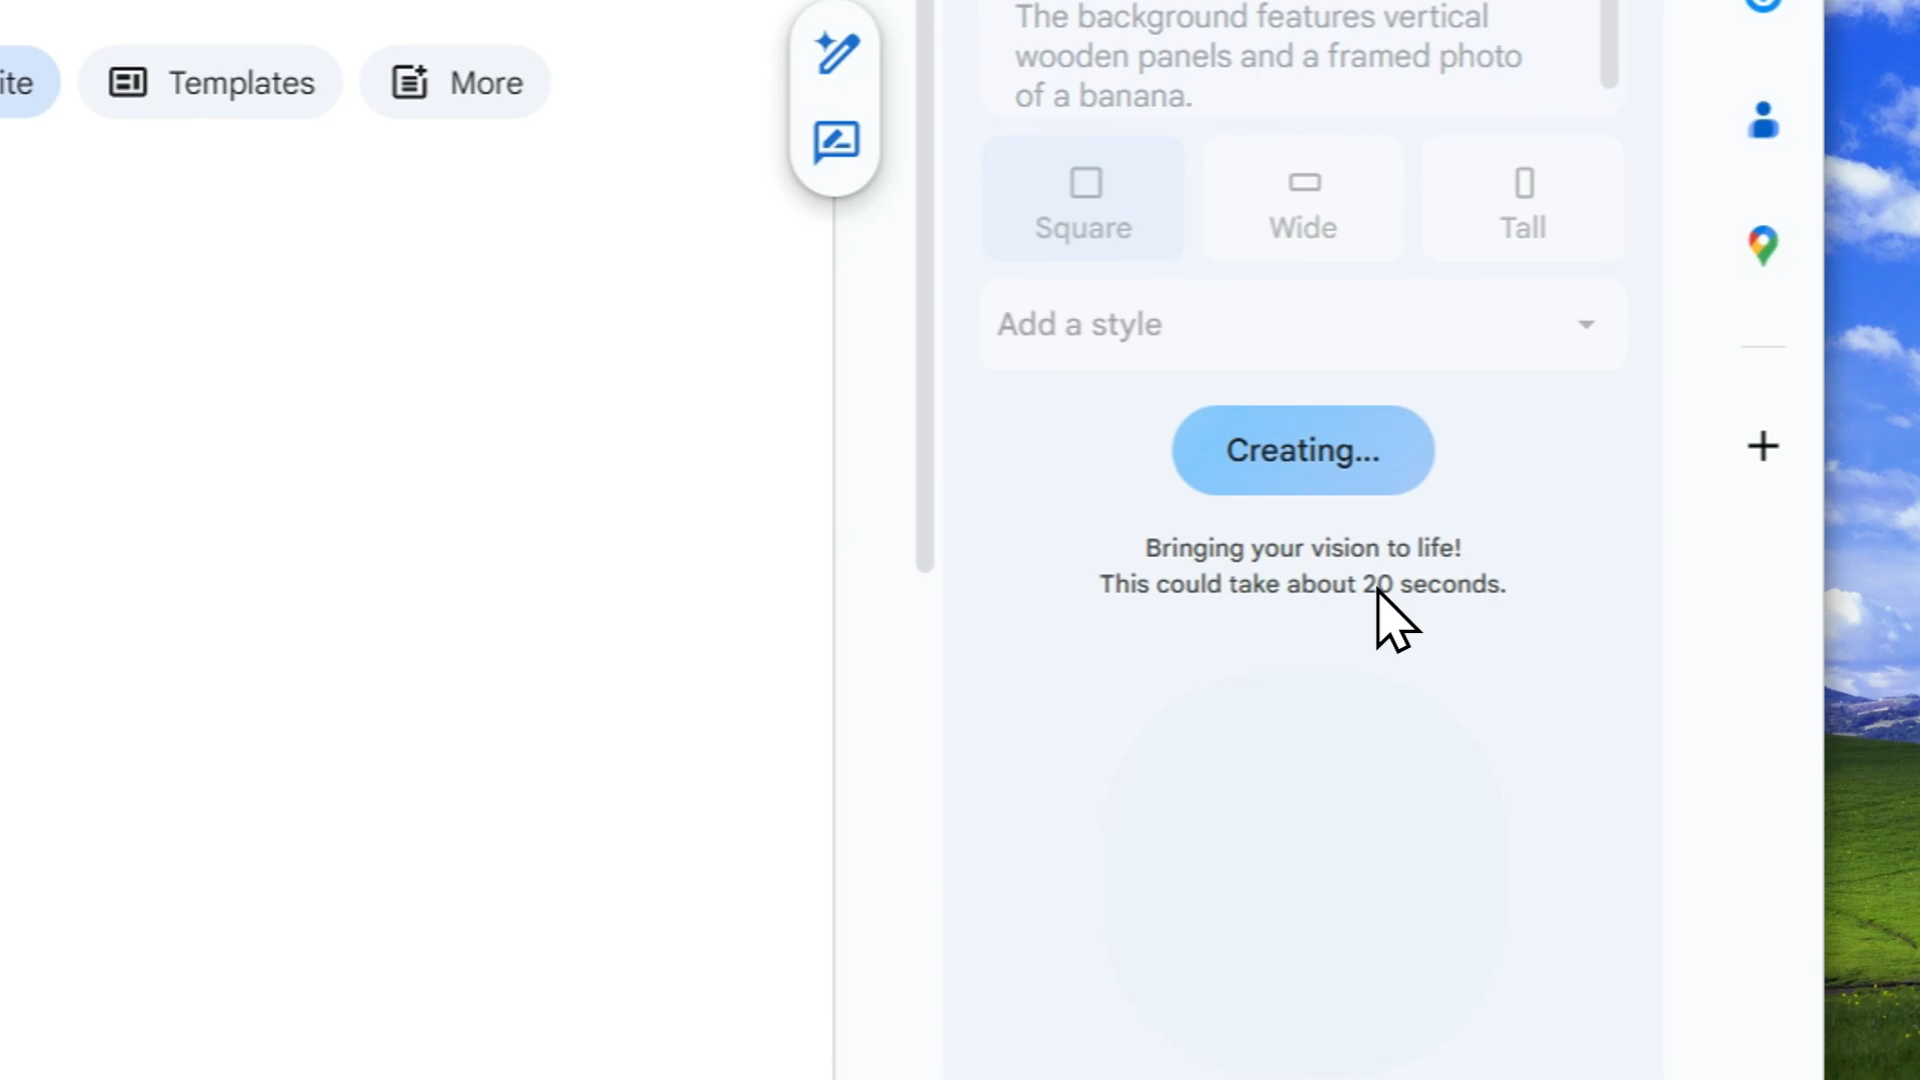 ite
Templates
More
The background features vertical
wooden panels and a framed photo
of a banana.
Square
Wide
Tall
Add a style
Creating...
Bringing your vision to life!
This could take about 20 seconds.